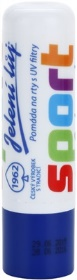 Jelení lůj
Pomáda na rty s UV filtry
sport
1962
ČESKÝ VÝROBEK
S TRADICÍ